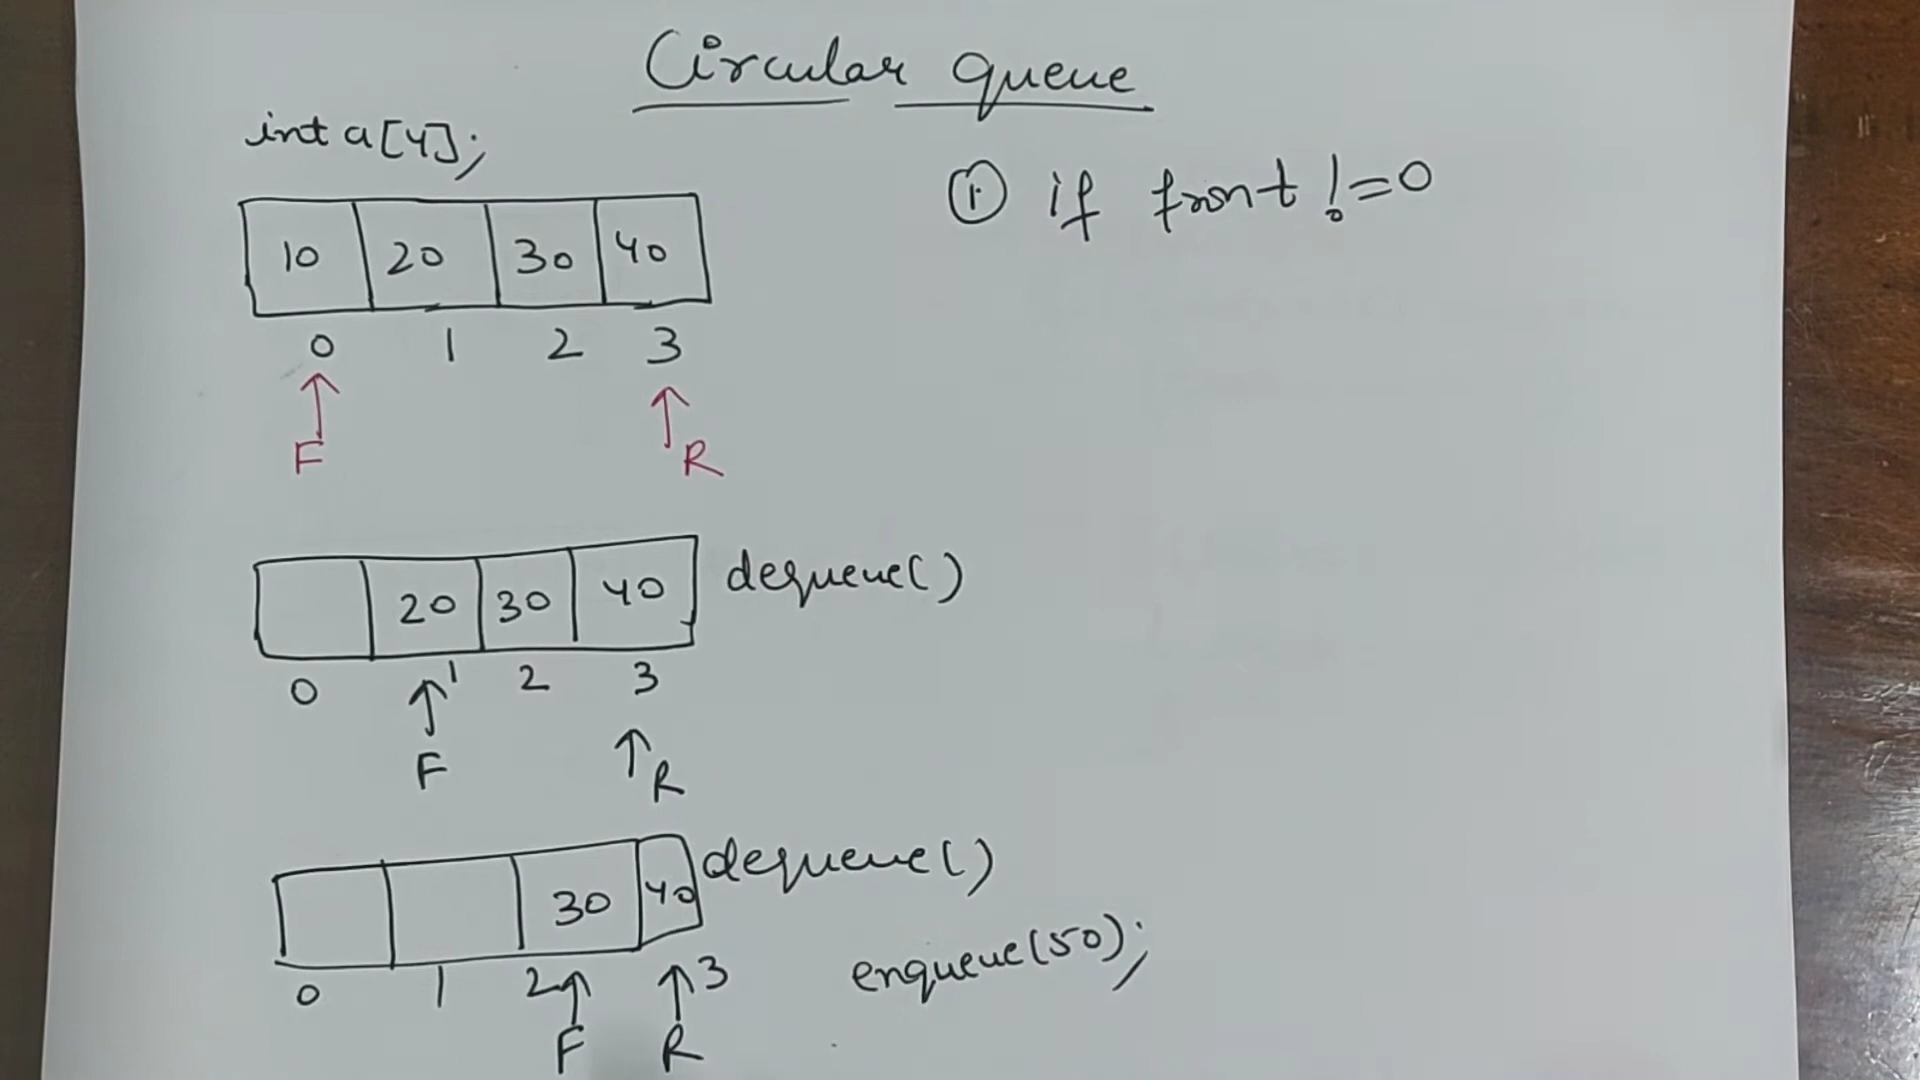 Circular queue
int a[4];
① if front !=0
10 20 30 40
0 1 2 3
F R
20 30 40 dequeue()
0 1 2 3
F R
30 40 dequeue()
enqueue(50);
0 1 2 3
F R